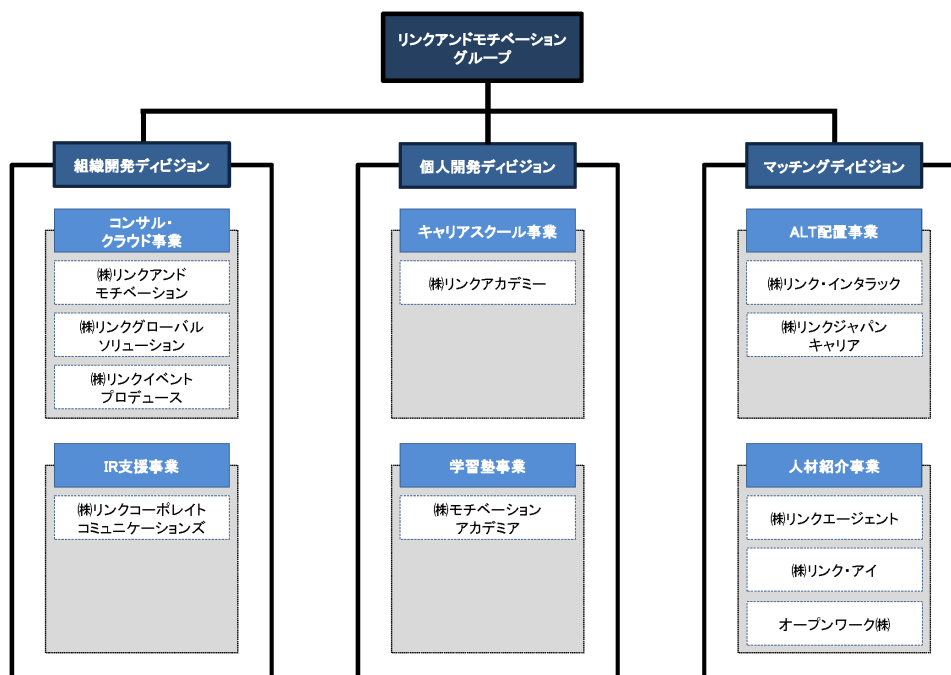 リンクアンドモチベーション
グループ
組織開発ディビジョン
コンサル・
クラウド事業
㈱リンクアンド
モチベーション
㈱リンクグローバル
ソリューション
㈱リンクイベント
プロデュース
IR支援事業
㈱リンクコーポレイト
コミュニケーションズ
個人開発ディビジョン
キャリアスクール事業
㈱リンクアカデミー
学習塾事業
㈱モチベーション
アカデミア
マッチングディビジョン
ALT配置事業
㈱リンク・インタラック
㈱リンクジャパン
キャリア
人材紹介事業
㈱リンクエージェント
㈱リンク・アイ
オープンワーク㈱